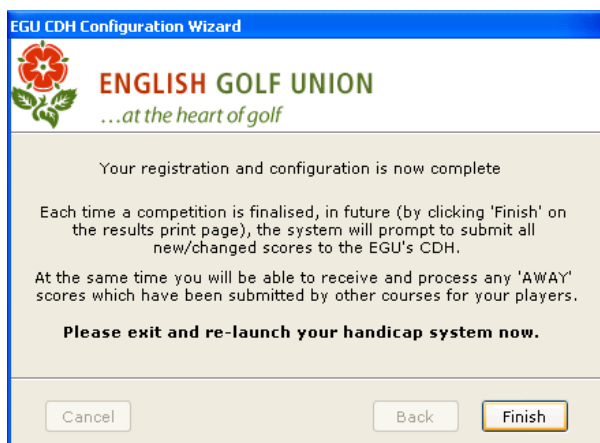 EGU CDH Configuration Wizard
ENGLISH GOLF UNION
...at the heart of golf
Your registration and configuration is now complete
Each time a competition is finalised, in future (by clicking 'Finish' on
the results print page), the system will prompt to submit all
new/changed scores to the EGU's CDH.
At the same time you will be able to receive and process any 'AWAY'
scores which have been submitted by other courses for your players.
Please exit and re-launch your handicap system now.
Cancel Back Finish